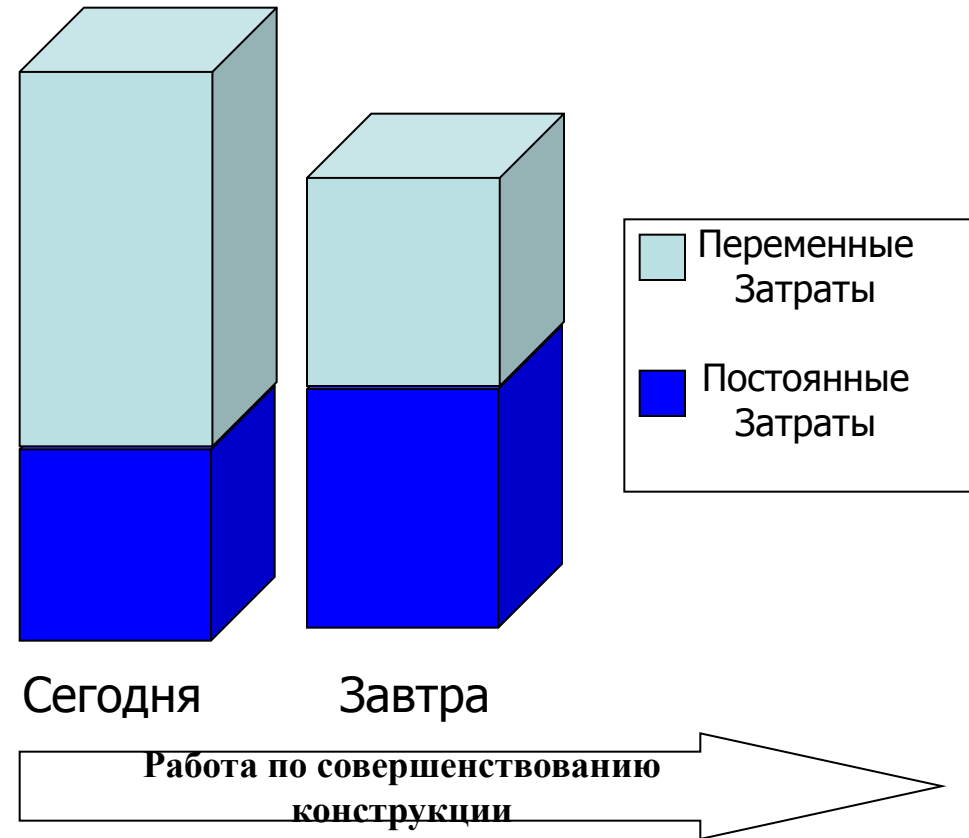 Переменные
Затраты
Постоянные
Затраты
Сегодня
Завтра
Работа по совершенствованию
конструкции